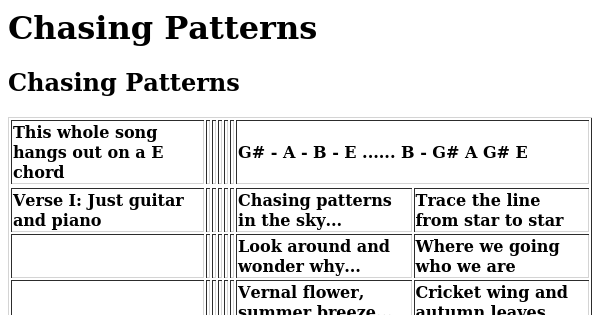 Chasing Patterns
Chasing Patterns
This whole song
hangs out on a E
chord
G# - A - B - E ...... B - G# A G# E
Verse I: Just guitar
and piano
Chasing patterns
in the sky...
Trace the line
from star to star
Look around and
wonder why...
Where we going
who we are
Vernal flower,
summer breeze...
Cricket wing and
autumn leaves